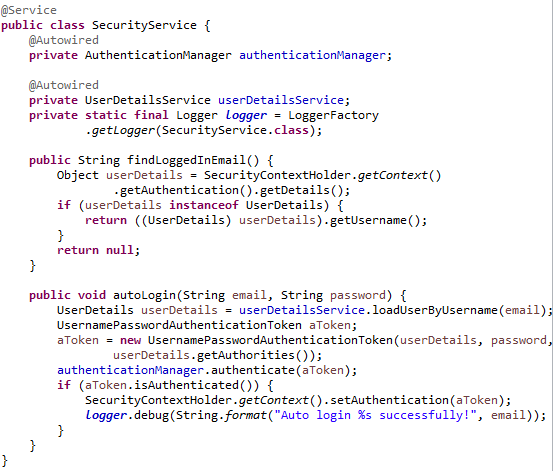 @Service
public class SecurityService {
    @Autowired
    private AuthenticationManager authenticationManager;

    @Autowired
    private UserDetailsService userDetailsService;
    private static final Logger logger = LoggerFactory
            .getLogger(SecurityService.class);

    public String findLoggedInEmail() {
        Object userDetails = SecurityContextHolder.getContext()
                .getAuthentication().getDetails();
        if (userDetails instanceof UserDetails) {
            return ((UserDetails) userDetails).getUsername();
        }
        return null;
    }

    public void autoLogin(String email, String password) {
        UserDetails userDetails = userDetailsService.loadUserByUsername(email);
        UsernamePasswordAuthenticationToken aToken;
        aToken = new UsernamePasswordAuthenticationToken(userDetails, password,
                userDetails.getAuthorities());
        authenticationManager.authenticate(aToken);
        if (aToken.isAuthenticated()) {
            SecurityContextHolder.getContext().setAuthentication(aToken);
            logger.debug(String.format("Auto login %s successfully!", email));
        }
    }
}